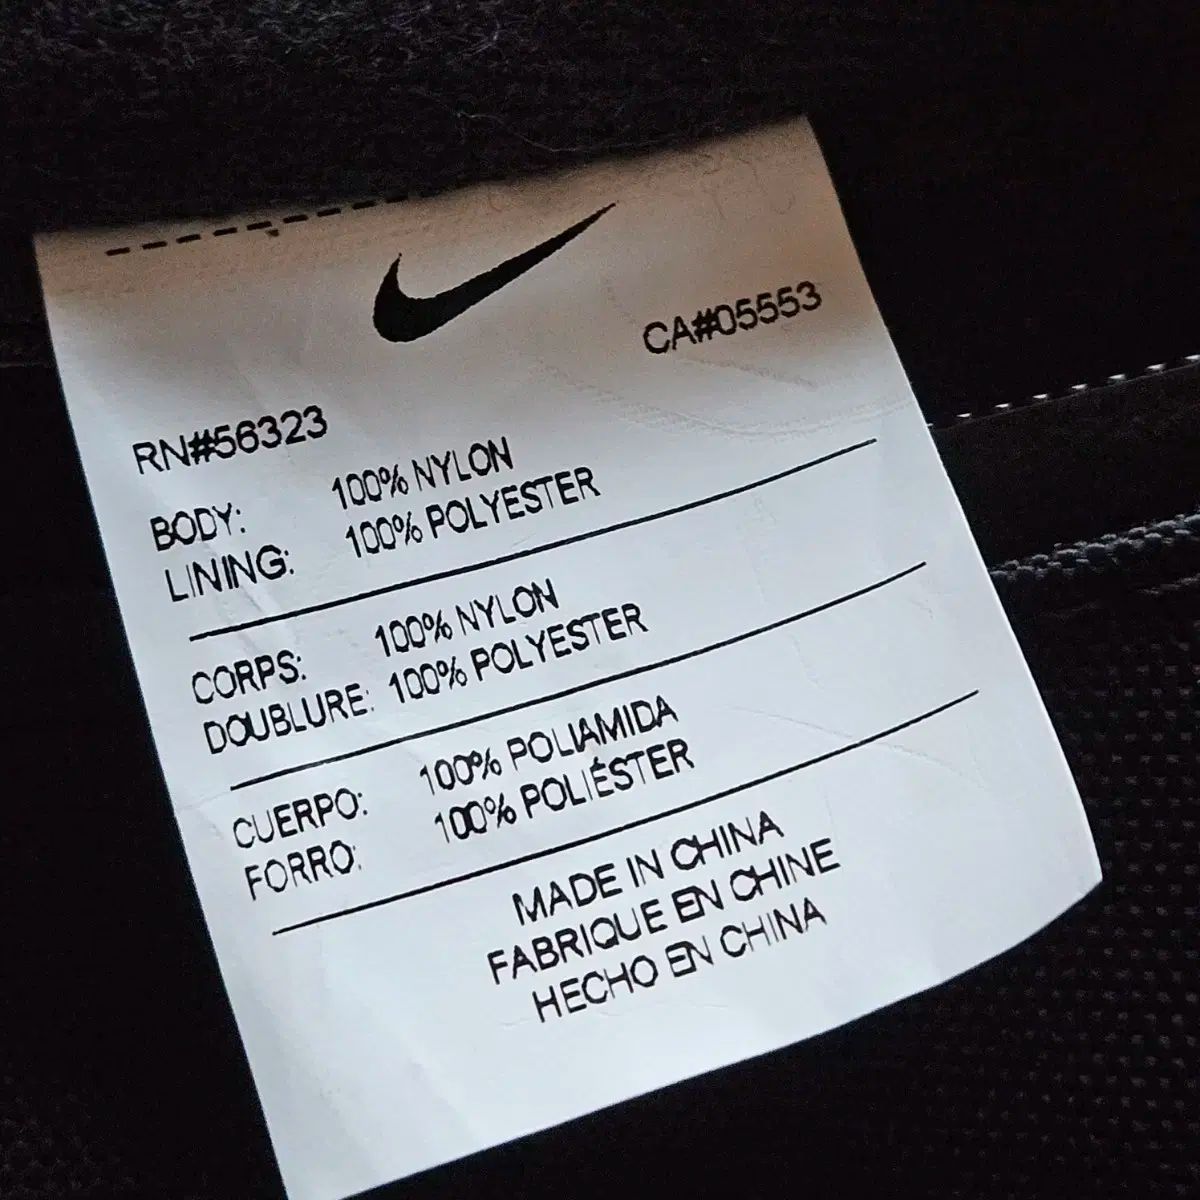 CA#05553
RN#56323
BODY: 100% NYLON
LINING: 100% POLYESTER
CORPS: 100% NYLON
DOUBLURE: 100% POLYESTER
CUERPO: 100% POLIAMIDA
FORRO: 100% POLIÉSTER
MADE IN CHINA
FABRIQUE EN CHINE
HECHO EN CHINA